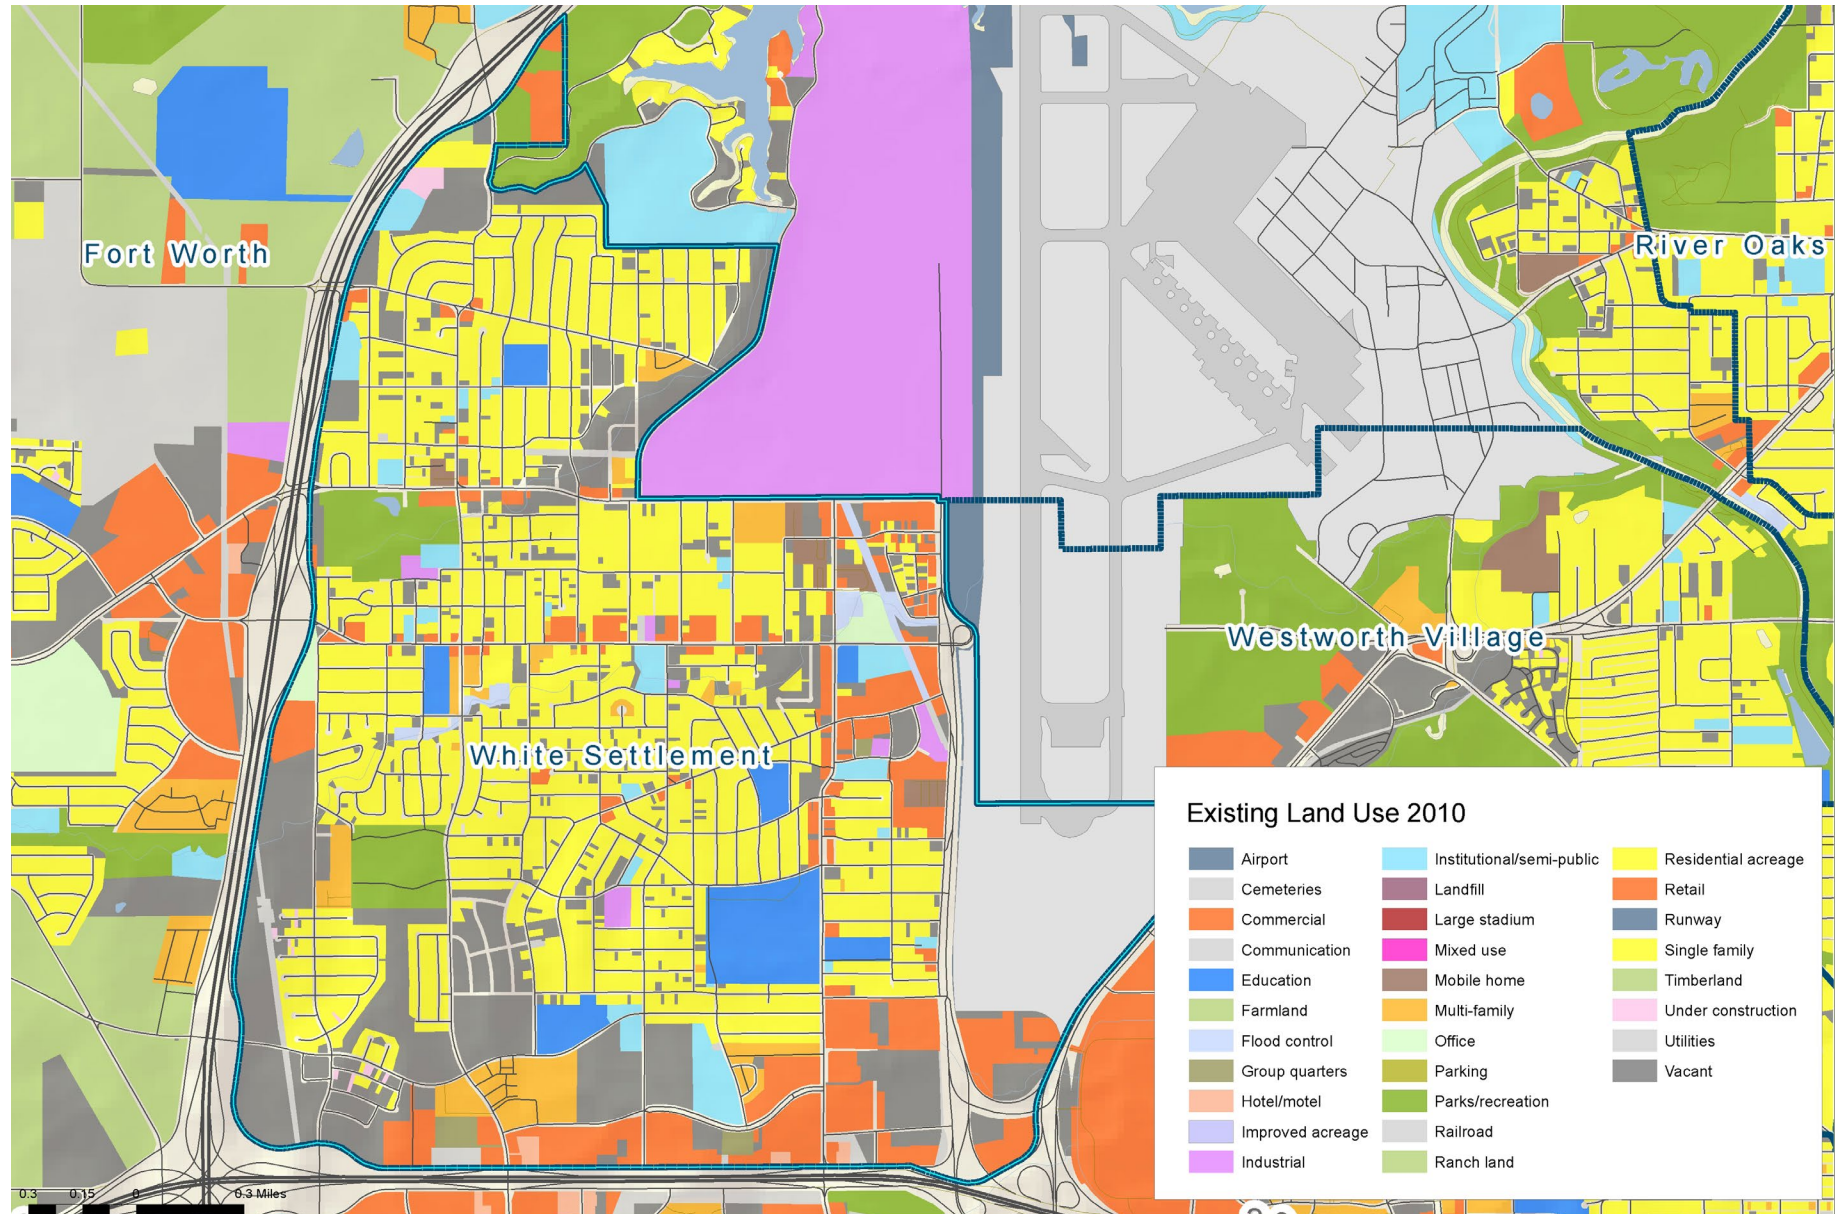 Fort Worth
River Oaks
Westworth Village
White Settlement
Existing Land Use 2010
Airport
Cemeteries
Commercial
Communication
Education
Farmland
Flood control
Group quarters
Hotel/motel
Improved acreage
Industrial
Institutional/semi-public
Landfill
Large stadium
Mixed use
Mobile home
Multi-family
Office
Parking
Parks/recreation
Railroad
Ranch land
Residential acreage
Retail
Runway
Single family
Timberland
Under construction
Utilities
Vacant
0.3 0.15 0 0.3 Miles